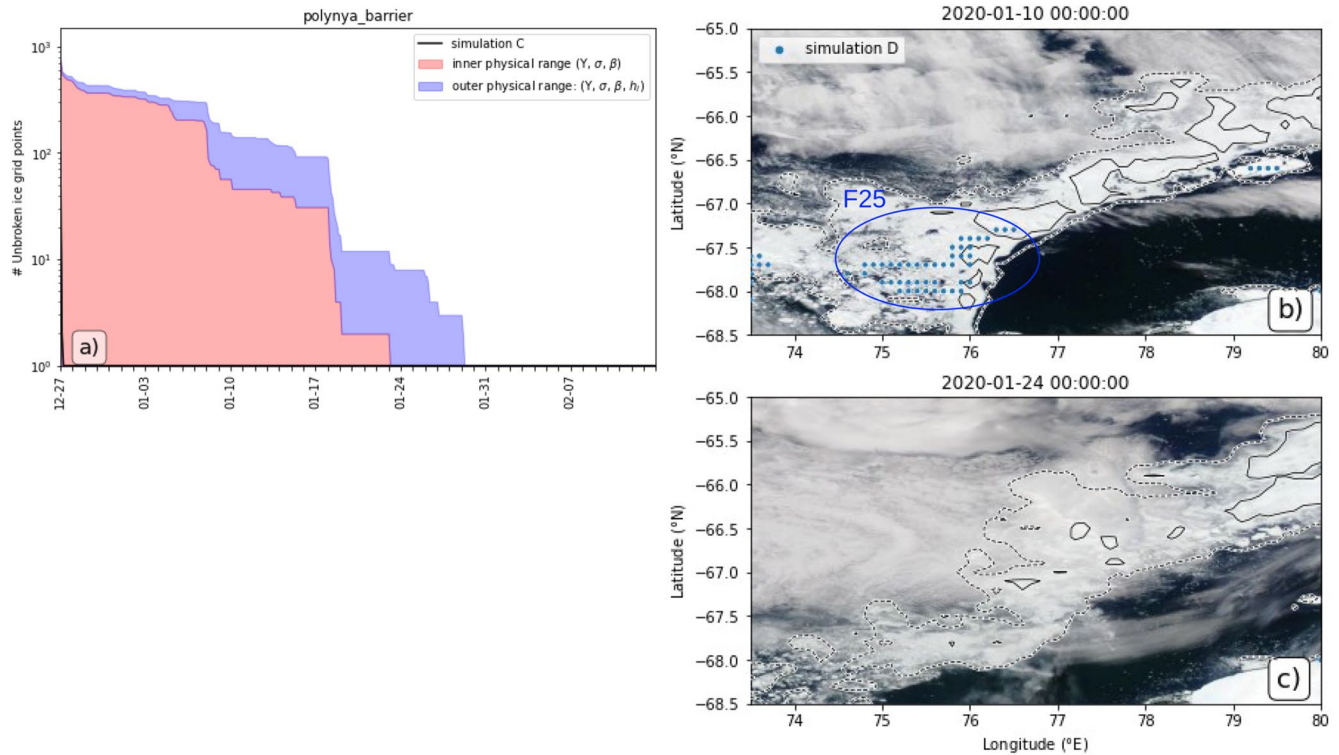 polynya_barrier
10³
10²
10¹
10⁰
# Unbroken ice grid points
simulation C
inner physical range (Y, σ, β)
outer physical range: (Y, σ, β, hᵢ)
a)
12-27
01-03
01-10
01-17
01-24
01-31
02-07
2020-01-10 00:00:00
−65.0
−65.5
−66.0
−66.5
−67.0
−67.5
−68.0
−68.5
Latitude (°N)
simulation D
F25
b)
74 75 76 77 78 79 80
2020-01-24 00:00:00
−65.0
−65.5
−66.0
−66.5
−67.0
−67.5
−68.0
−68.5
Latitude (°N)
c)
74 75 76 77 78 79 80
Longitude (°E)